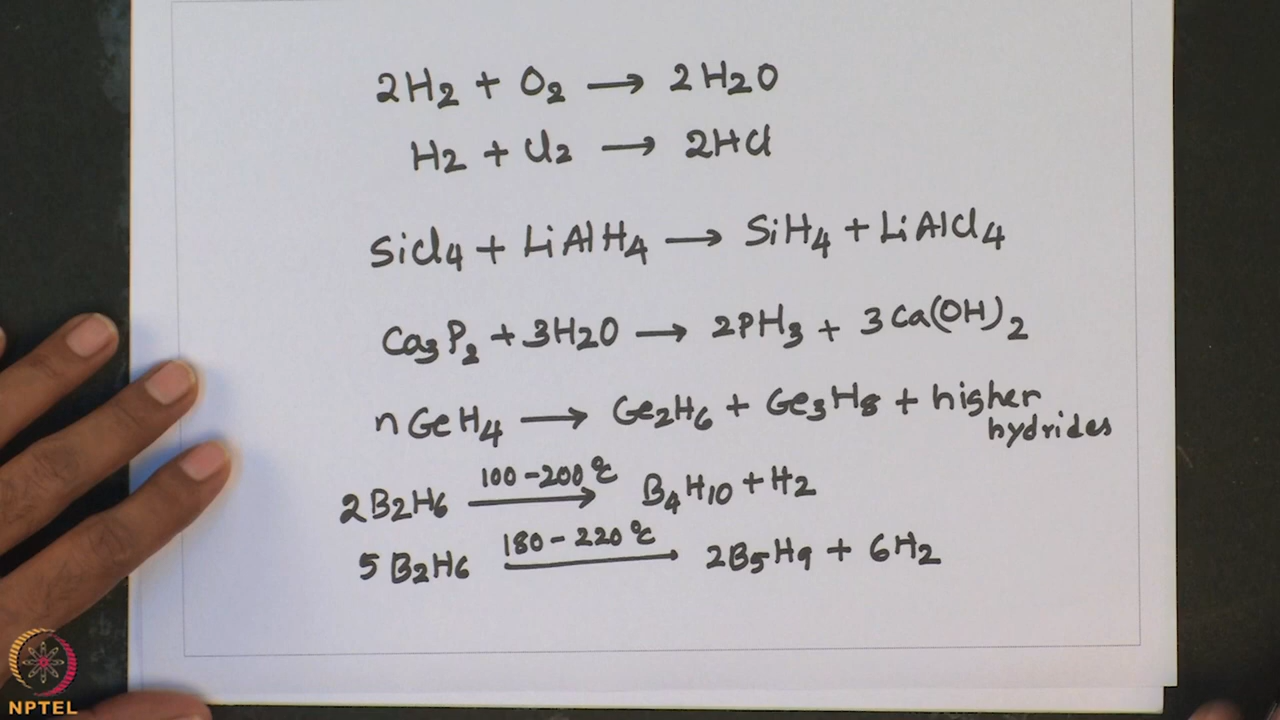 2H2 + O2 ⟶ 2H2O
H2 + Cl2 ⟶ 2HCl
SiCl4 + LiAlH4 ⟶ SiH4 + LiAlCl4
Ca3P2 + 3H2O ⟶ 2PH3 + 3Ca(OH)2
nGeH4 ⟶ Ge2H6 + Ge3H8 + higher
hydrides
100-200°C
2B2H6 ⟶ B4H10 + H2
180-220°C
5B2H6 ⟶ 2B5H9 + 6H2
NPTEL